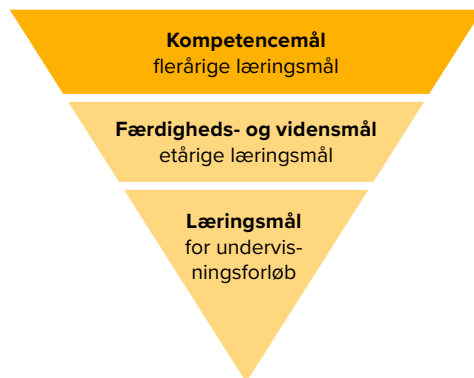 Kompetencemål
flerårige læringsmål
Færdigheds- og vidensmål
etårige læringsmål
Læringsmål
for undervis-
ningsforløb